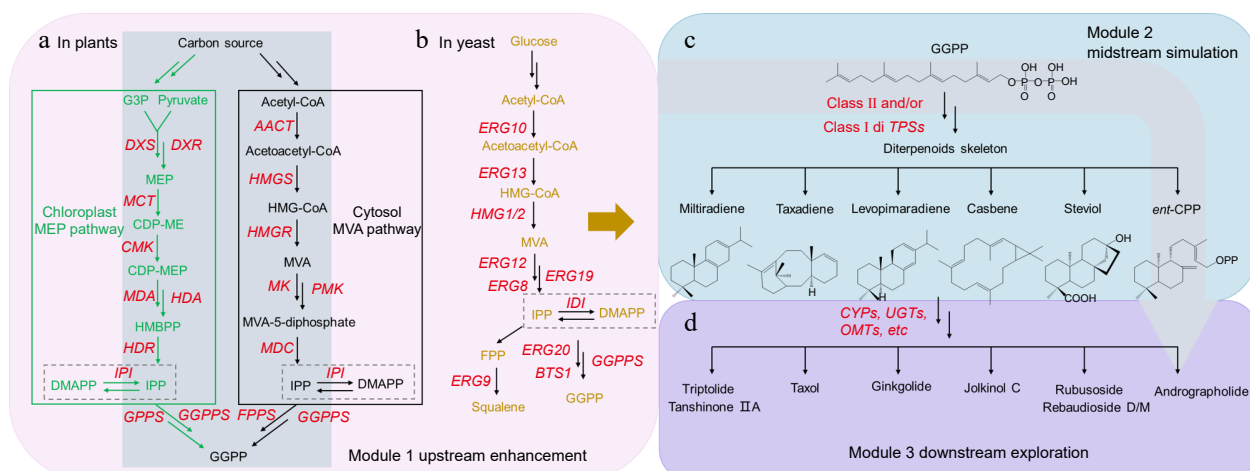 a In plants
Carbon source
G3P Pyruvate
DXS DXR
MEP
MCT
Chloroplast
MEP pathway
CDP-ME
CMK
CDP-MEP
MDA HDA
HMBPP
HDR
IPI
DMAPP IPP
GPPS GGPPS
Acetyl-CoA
AACT
Acetoacetyl-CoA
HMGS
HMG-CoA
Cytosol
MVA pathway
HMGR
MVA
MK PMK
MVA-5-diphosphate
MDC
IPI
IPP DMAPP
FPPS GGPPS
GGPP
b In yeast
Glucose
Acetyl-CoA
ERG10
Acetoacetyl-CoA
ERG13
HMG-CoA
HMG1/2
MVA
ERG12
ERG19
ERG8
IDI
IPP DMAPP
FPP
ERG20
GGPPS
BTS1
ERG9
Squalene
GGPP
Module 1 upstream enhancement
c
Module 2
midstream simulation
GGPP
OH OH
O P O P OH
O O
Class II and/or
Class I di TPSs
Diterpenoids skeleton
Miltiradiene
Taxadiene
Levopimaradiene
Casbene
Steviol
ent-CPP
H
H
H
H
OH
H
H
COOH
OPP
H
d
CYPs, UGTs,
OMTs, etc
Triptolide
Tanshinone ⅡA
Taxol
Ginkgolide
Jolkinol C
Rubusoside
Rebaudioside D/M
Andrographolide
Module 3 downstream exploration